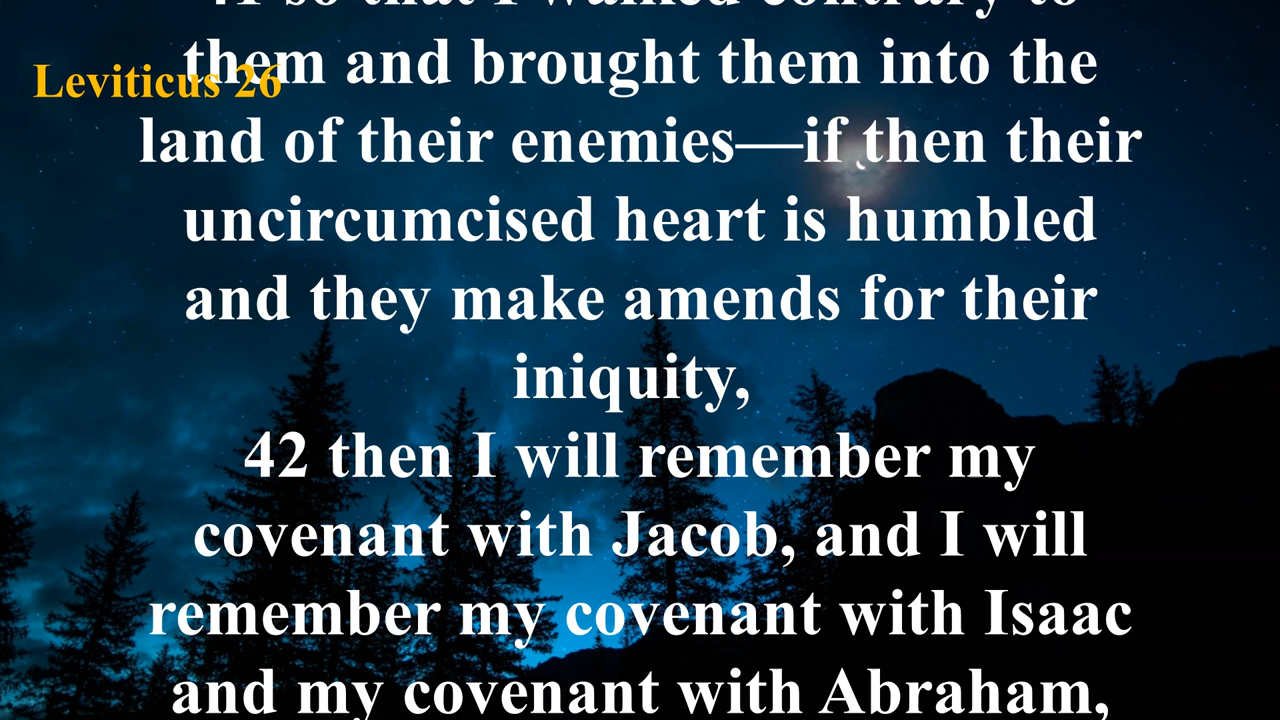 41 so that I walked contrary to
Leviticus 26
them and brought them into the
land of their enemies—if then their
uncircumcised heart is humbled
and they make amends for their
iniquity,
42 then I will remember my
covenant with Jacob, and I will
remember my covenant with Isaac
and my covenant with Abraham,